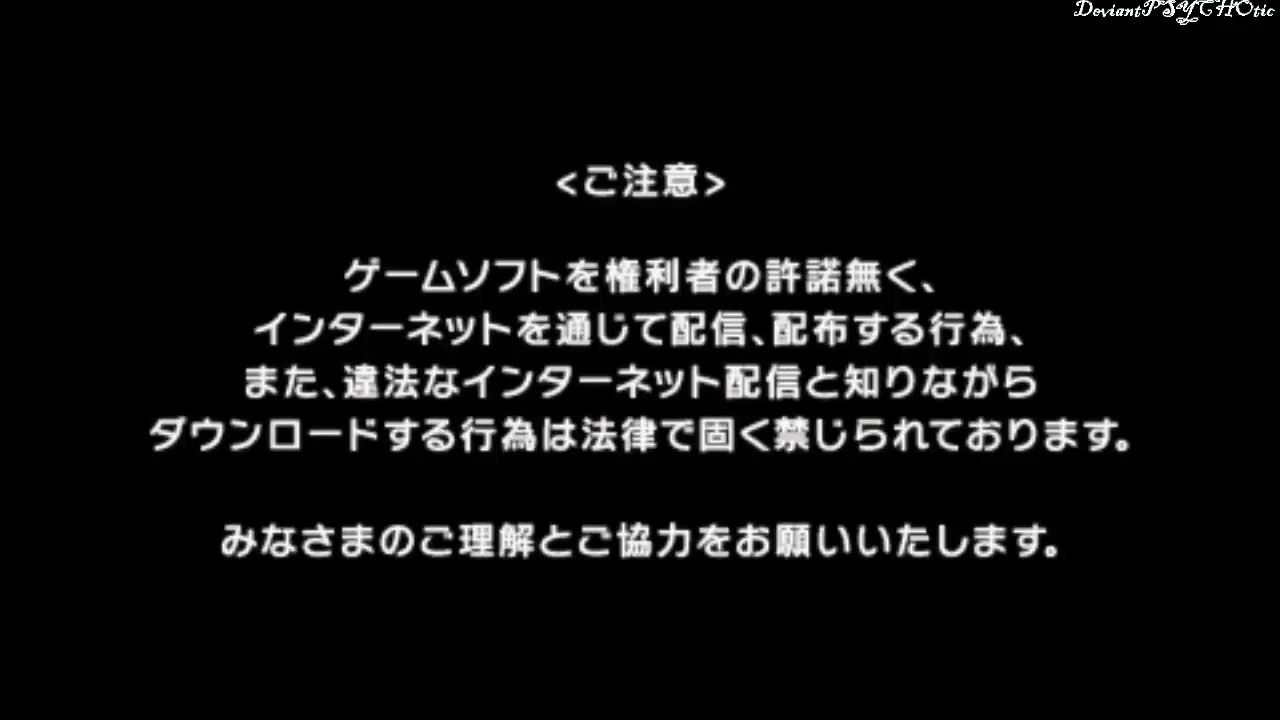 DeviantPSYCHOtic
<ご注意>
ゲームソフトを権利者の許諾無く、
インターネットを通じて配信、配布する行為、
また、違法なインターネット配信と知りながら
ダウンロードする行為は法律で固く禁じられております。
みなさまのご理解とご協力をお願いいたします。